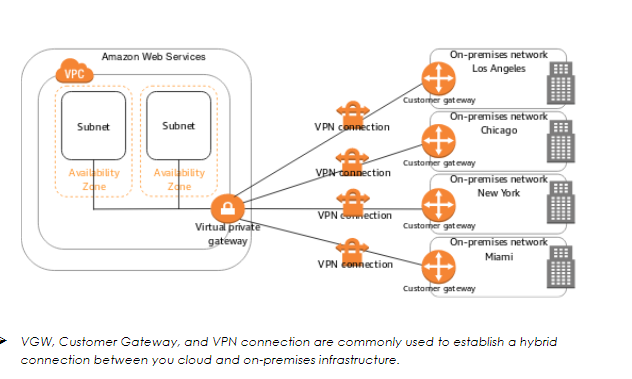 Amazon Web Services
VPC
Subnet
Subnet
Availability
Zone
Availability
Zone
Virtual private
gateway
VPN connection
VPN connection
VPN connection
VPN connection
On-premises network
Los Angeles
Customer gateway
On-premises network
Chicago
Customer gateway
On-premises network
New York
Customer gateway
On-premises network
Miami
Customer gateway
VGW, Customer Gateway, and VPN connection are commonly used to establish a hybrid
connection between you cloud and on-premises infrastructure.